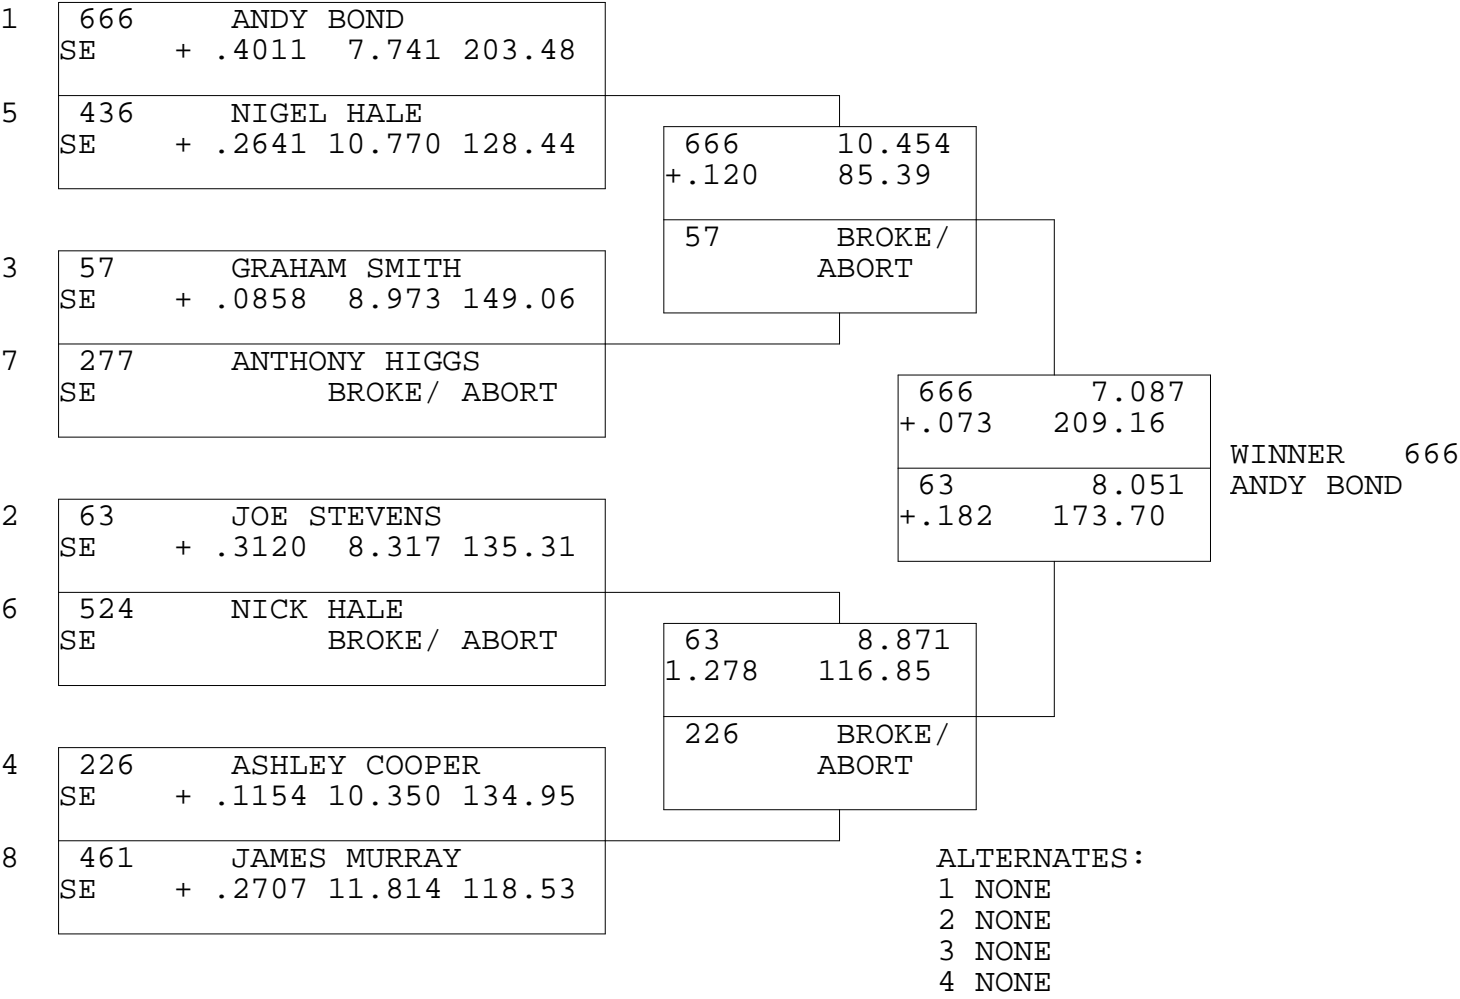 1 666 ANDY BOND
SE + .4011 7.741 203.48
5 436 NIGEL HALE
SE + .2641 10.770 128.44
3 57 GRAHAM SMITH
SE + .0858 8.973 149.06
7 277 ANTHONY HIGGS
SE BROKE/ ABORT
2 63 JOE STEVENS
SE + .3120 8.317 135.31
6 524 NICK HALE
SE BROKE/ ABORT
4 226 ASHLEY COOPER
SE + .1154 10.350 134.95
8 461 JAMES MURRAY
SE + .2707 11.814 118.53
666 10.454
+.120 85.39
57 BROKE/
ABORT
63 8.871
1.278 116.85
226 BROKE/
ABORT
666 7.087
+.073 209.16
63 8.051
+.182 173.70
WINNER 666
ANDY BOND
ALTERNATES:
1 NONE
2 NONE
3 NONE
4 NONE